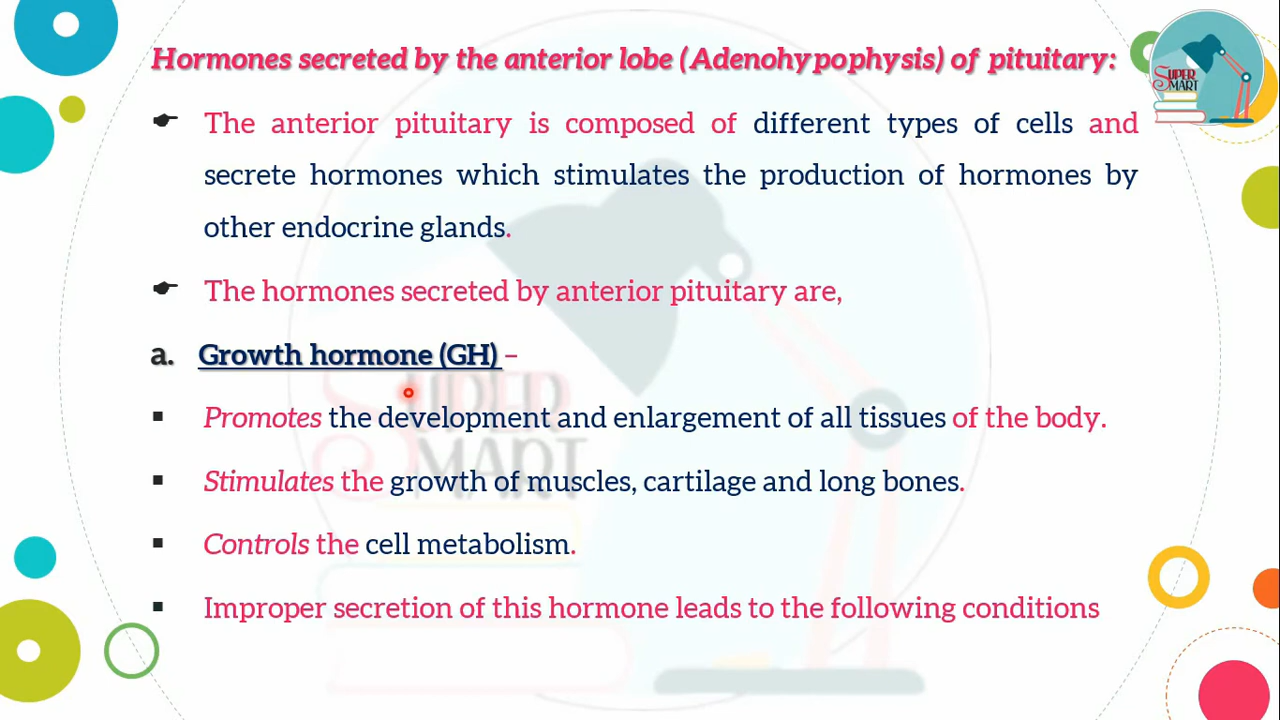 Hormones secreted by the anterior lobe (Adenohypophysis) of pituitary:
SUPER
MART
The anterior pituitary is composed of different types of cells and
secrete hormones which stimulates the production of hormones by
other endocrine glands.
The hormones secreted by anterior pituitary are,
a. Growth hormone (GH) –
Promotes the development and enlargement of all tissues of the body.
Stimulates the growth of muscles, cartilage and long bones.
Controls the cell metabolism.
Improper secretion of this hormone leads to the following conditions
SUPER
MART